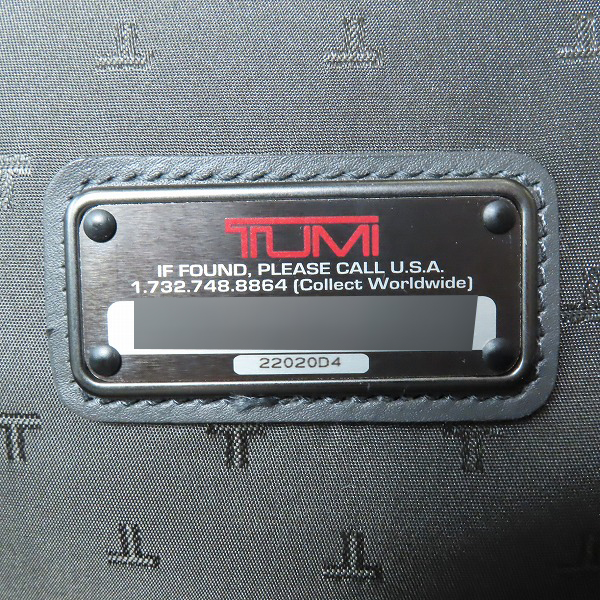 TUMI
IF FOUND, PLEASE CALL U.S.A.
1.732.748.8864 (Collect Worldwide)
22020D4